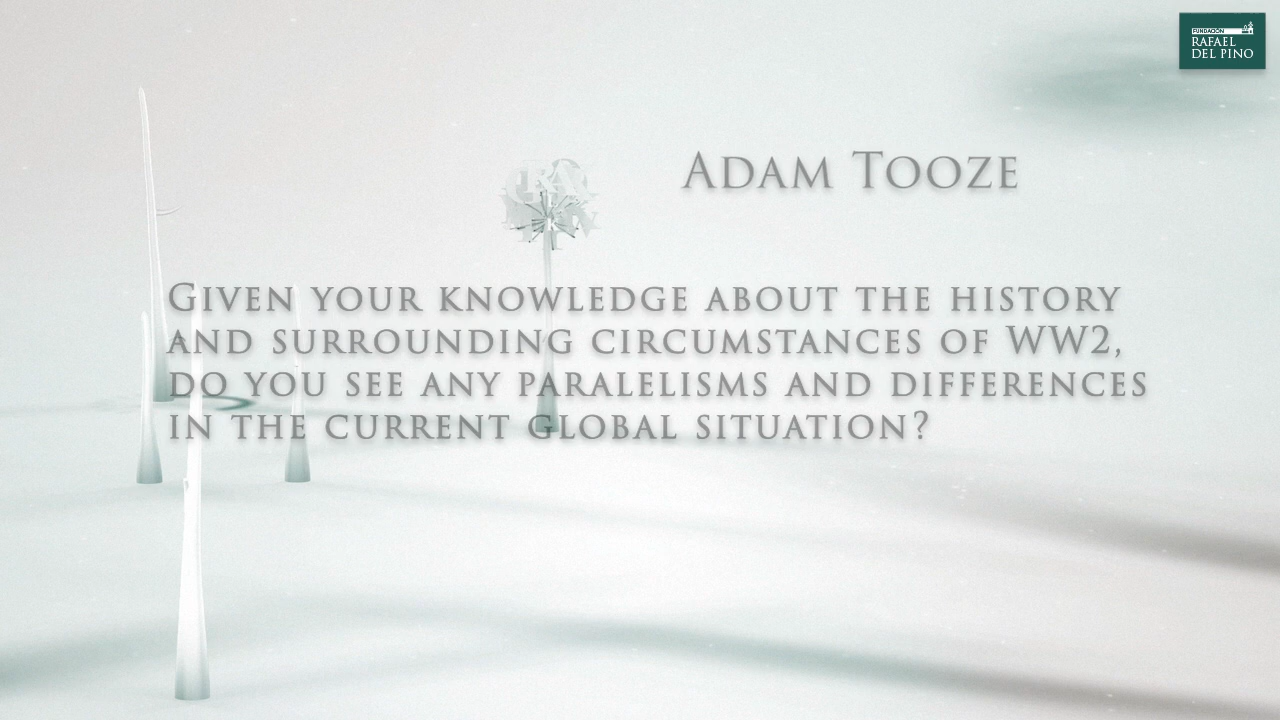 FUNDACIÓN
RAFAEL
DEL PINO
ADAM TOOZE
GIVEN YOUR KNOWLEDGE ABOUT THE HISTORY
AND SURROUNDING CIRCUMSTANCES OF WW2,
DO YOU SEE ANY PARALELISMS AND DIFFERENCES
IN THE CURRENT GLOBAL SITUATION?